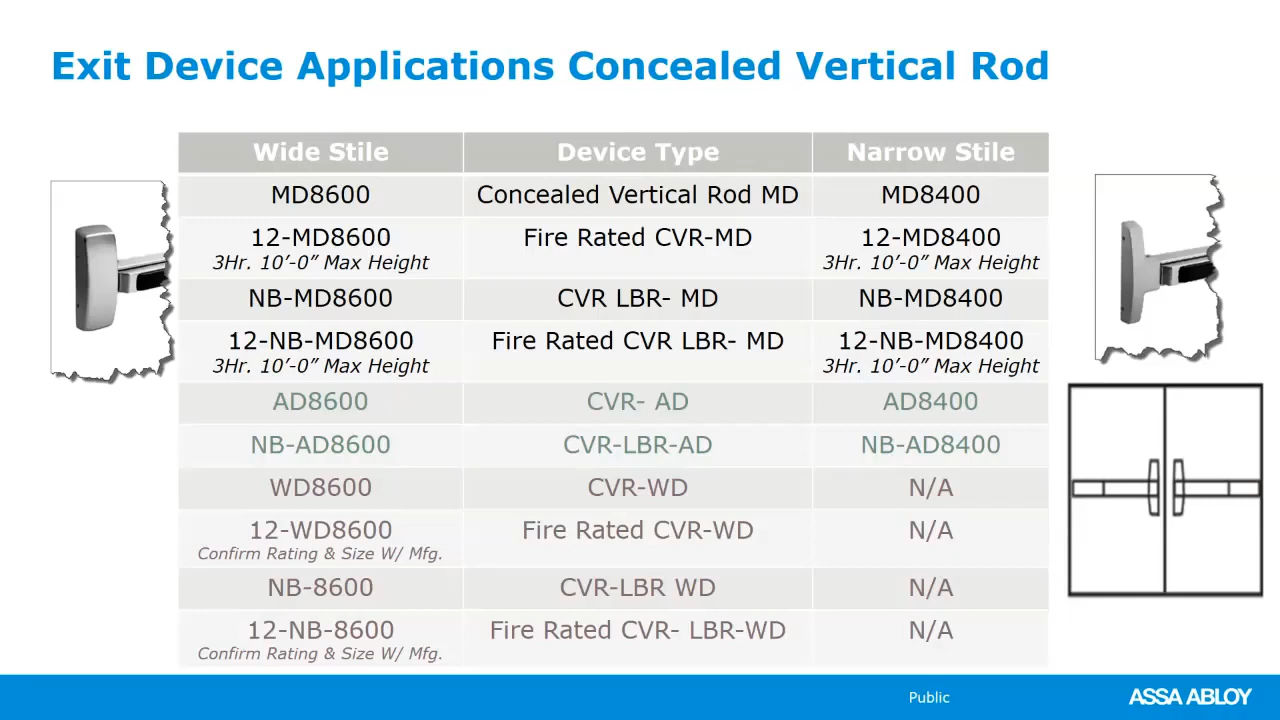 Exit Device Applications Concealed Vertical Rod
Wide Stile Device Type Narrow Stile
MD8600 Concealed Vertical Rod MD MD8400
12-MD8600 Fire Rated CVR-MD 12-MD8400
3Hr. 10’-0” Max Height 3Hr. 10’-0” Max Height
NB-MD8600 CVR LBR- MD NB-MD8400
12-NB-MD8600 Fire Rated CVR LBR- MD 12-NB-MD8400
3Hr. 10’-0” Max Height 3Hr. 10’-0” Max Height
AD8600 CVR- AD AD8400
NB-AD8600 CVR-LBR-AD NB-AD8400
WD8600 CVR-WD N/A
12-WD8600 Fire Rated CVR-WD N/A
Confirm Rating & Size W/ Mfg.
NB-8600 CVR-LBR WD N/A
12-NB-8600 Fire Rated CVR- LBR-WD N/A
Confirm Rating & Size W/ Mfg.
Public
ASSA ABLOY